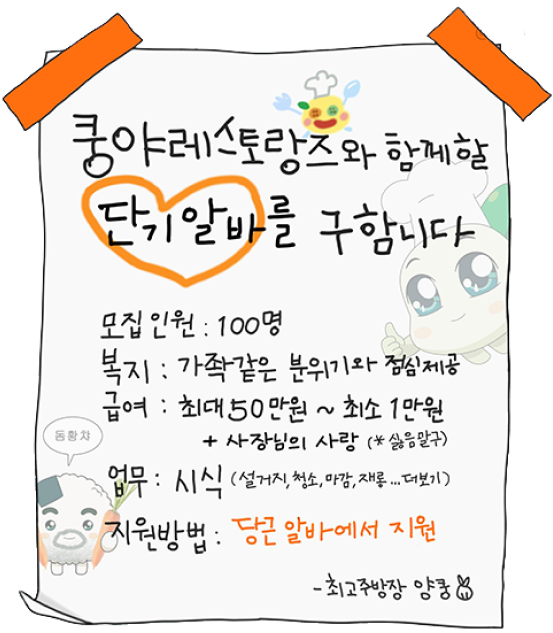 쿵야레스토랑즈와 함께할
단기알바를 구합니다
모집인원 : 100명
복지 : 가좍같은 분위기와 점심제공
급여 : 최대 50만원 ~ 최소 1만원
+ 사장님의 사랑 (*싫음말구)
동황챠
업무 : 시식 (설거지, 청소, 마감, 재롱...더보기)
지원방법 : 당근 알바에서 지원
-최고주방장 양쿵